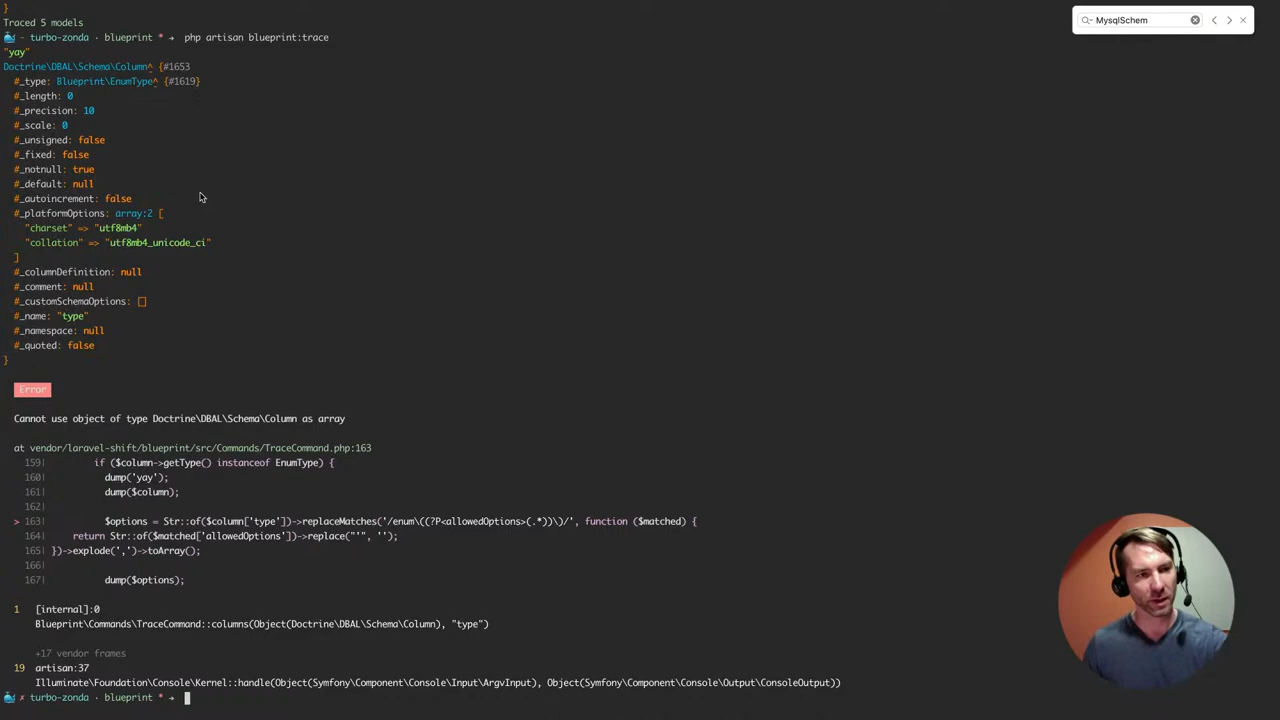 }
Traced 5 models
- turbo-zonda · blueprint * → php artisan blueprint:trace
"yay"
Doctrine\DBAL\Schema\Column^ {#1653
#_type: Blueprint\EnumType^ {#1619}
#_length: 0
#_precision: 10
#_scale: 0
#_unsigned: false
#_fixed: false
#_notnull: true
#_default: null
#_autoincrement: false
#_platformOptions: array:2 [
"charset" => "utf8mb4"
"collation" => "utf8mb4_unicode_ci"
]
#_columnDefinition: null
#_comment: null
#_customSchemaOptions: []
#_name: "type"
#_namespace: null
#_quoted: false
}
Error
Cannot use object of type Doctrine\DBAL\Schema\Column as array
at vendor/laravel-shift/blueprint/src/Commands/TraceCommand.php:163
159| if ($column->getType() instanceof EnumType) {
160| dump('yay');
161| dump($column);
162|
> 163| $options = Str::of($column['type'])->replaceMatches('/enum\((?P<allowedOptions>(.*))\)/', function ($matched) {
164| return Str::of($matched['allowedOptions'])->replace("'", '');
165| })->explode(',')->toArray();
166|
167| dump($options);
1 [internal]:0
Blueprint\Commands\TraceCommand::columns(Object(Doctrine\DBAL\Schema\Column), "type")
+17 vendor frames
19 artisan:37
Illuminate\Foundation\Console\Kernel::handle(Object(Symfony\Component\Console\Input\ArgvInput), Object(Symfony\Component\Console\Output\ConsoleOutput))
✗ turbo-zonda · blueprint * →
MysqlSchem